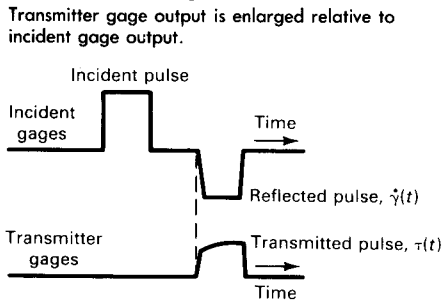 Transmitter gage output is enlarged relative to
incident gage output.
Incident pulse
Incident
gages
Time
Reflected pulse, γ̇(t)
Transmitter
gages
Transmitted pulse, τ(t)
Time